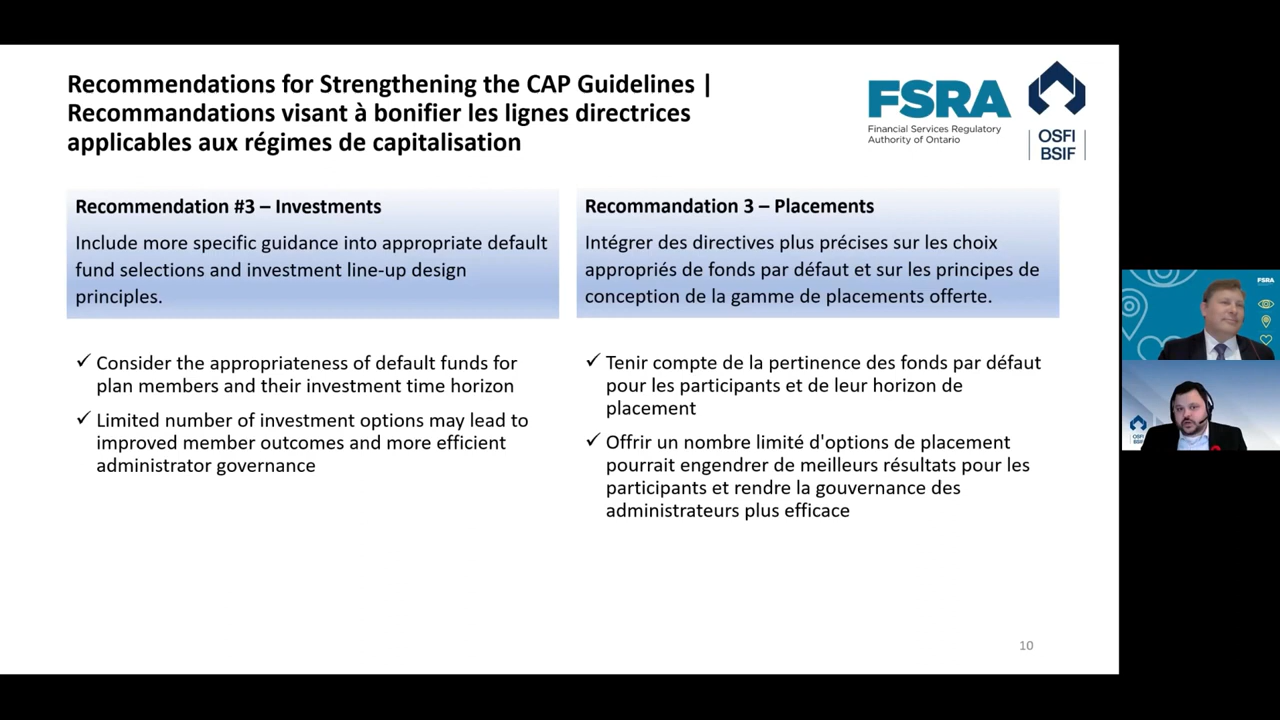 Recommendations for Strengthening the CAP Guidelines |
Recommandations visant à bonifier les lignes directrices
applicables aux régimes de capitalisation
FSRA
Financial Services Regulatory
Authority of Ontario
OSFI
BSIF
Recommendation #3 – Investments
Include more specific guidance into appropriate default
fund selections and investment line-up design
principles.
Recommandation 3 – Placements
Intégrer des directives plus précises sur les choix
appropriés de fonds par défaut et sur les principes de
conception de la gamme de placements offerte.
✓ Consider the appropriateness of default funds for
plan members and their investment time horizon
✓ Limited number of investment options may lead to
improved member outcomes and more efficient
administrator governance
✓ Tenir compte de la pertinence des fonds par défaut
pour les participants et de leur horizon de
placement
✓ Offrir un nombre limité d'options de placement
pourrait engendrer de meilleurs résultats pour les
participants et rendre la gouvernance des
administrateurs plus efficace
10
FSRA
OSFI
BSIF